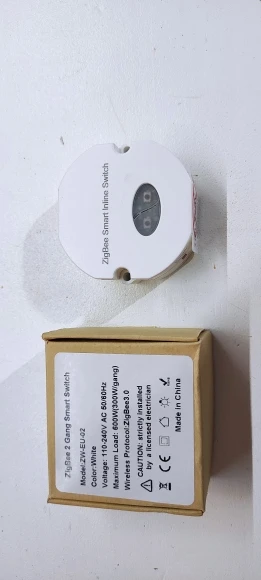 ZigBee Smart Inline Switch
ZigBee 2 Gang Smart Switch
Model:ZW-EU-02
Color:White
Voltage: 110-240V AC 50/60Hz
Maximum Load: 600W(300W/gang)
Wireless Protocol:ZigBee3.0
CAUTION: strictly installed
by a licensed electrician
CE
Made in China